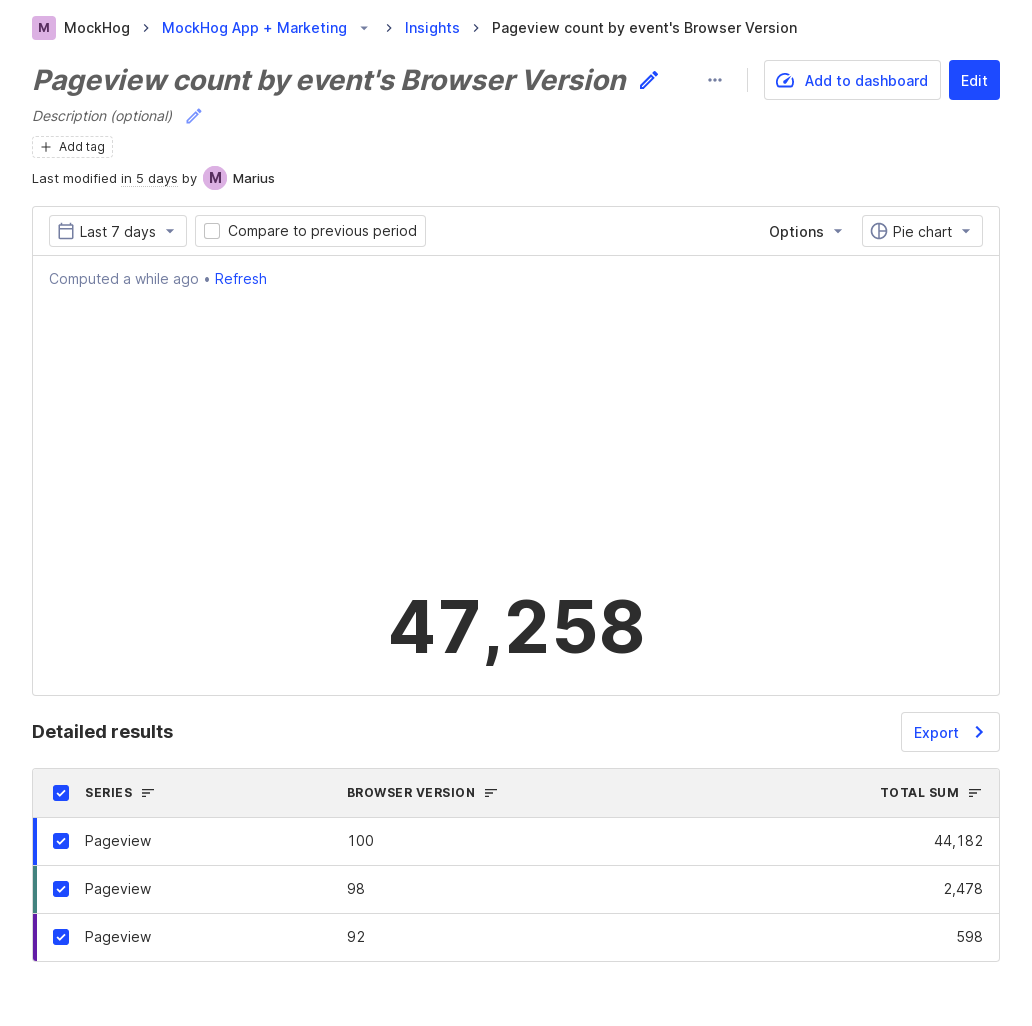 M MockHog MockHog App + Marketing Insights Pageview count by event's Browser Version
Pageview count by event's Browser Version
Add to dashboard
Edit
Description (optional)
Add tag
Last modified in 5 days by M Marius
Last 7 days
Compare to previous period
Options
Pie chart
Computed a while ago • Refresh
47,258
Detailed results
Export
SERIES BROWSER VERSION TOTAL SUM
Pageview 100 44,182
Pageview 98 2,478
Pageview 92 598